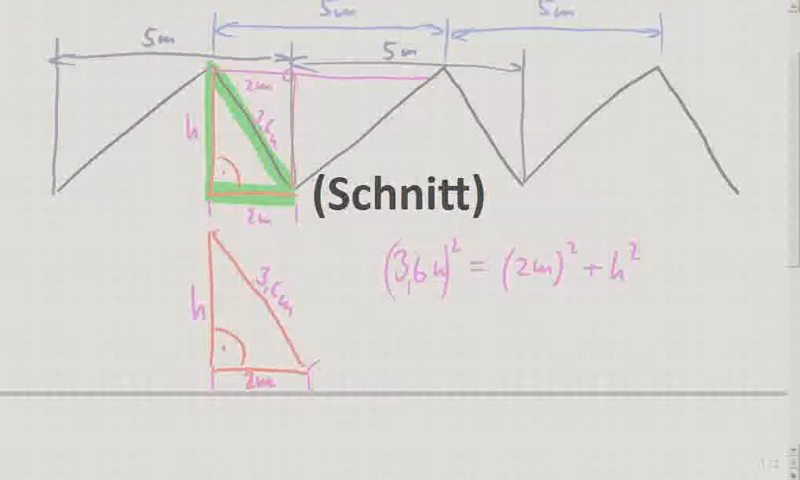 5m
5m
5m
5m
2m
h
3,6m
(Schnitt)
2m
(3,6m)² = (2m)² + h²
h
3,6m
2m